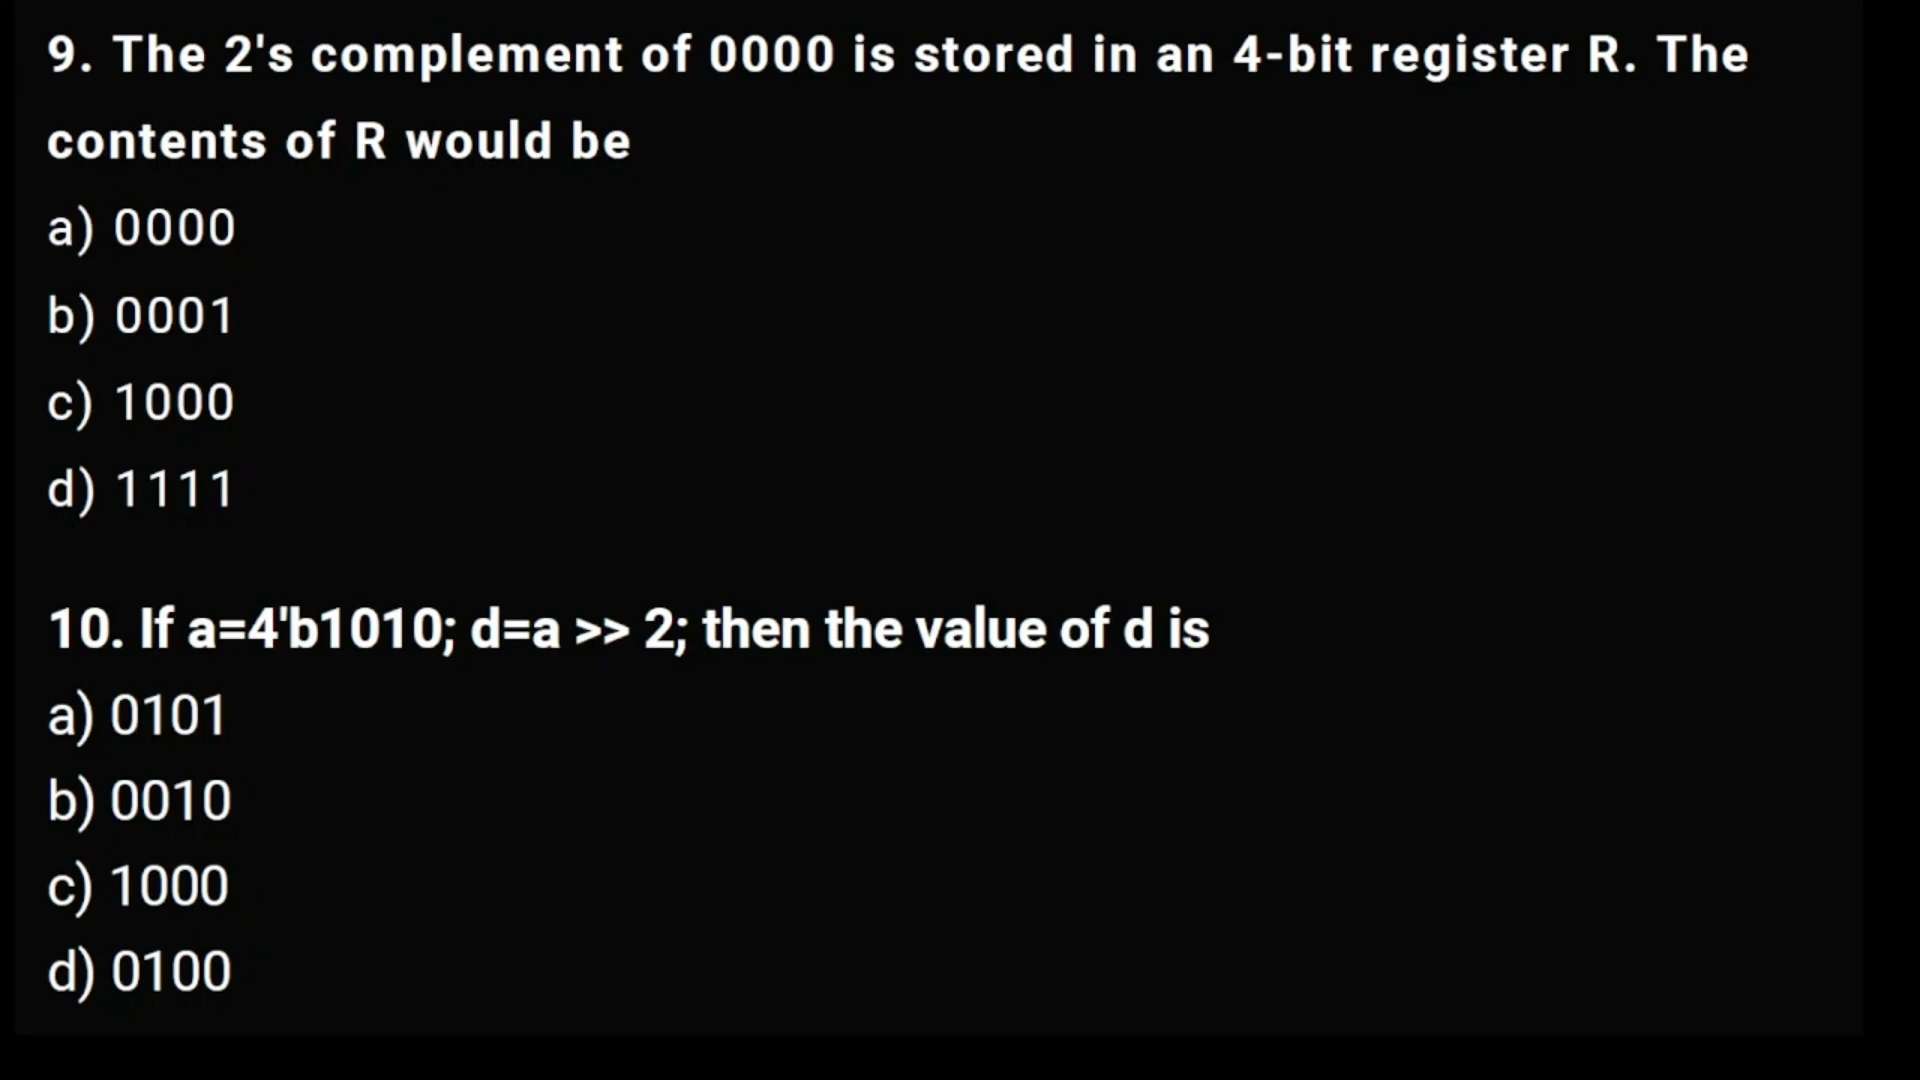 9. The 2's complement of 0000 is stored in an 4-bit register R. The
contents of R would be
a) 0000
b) 0001
c) 1000
d) 1111
10. If a=4'b1010; d=a >> 2; then the value of d is
a) 0101
b) 0010
c) 1000
d) 0100